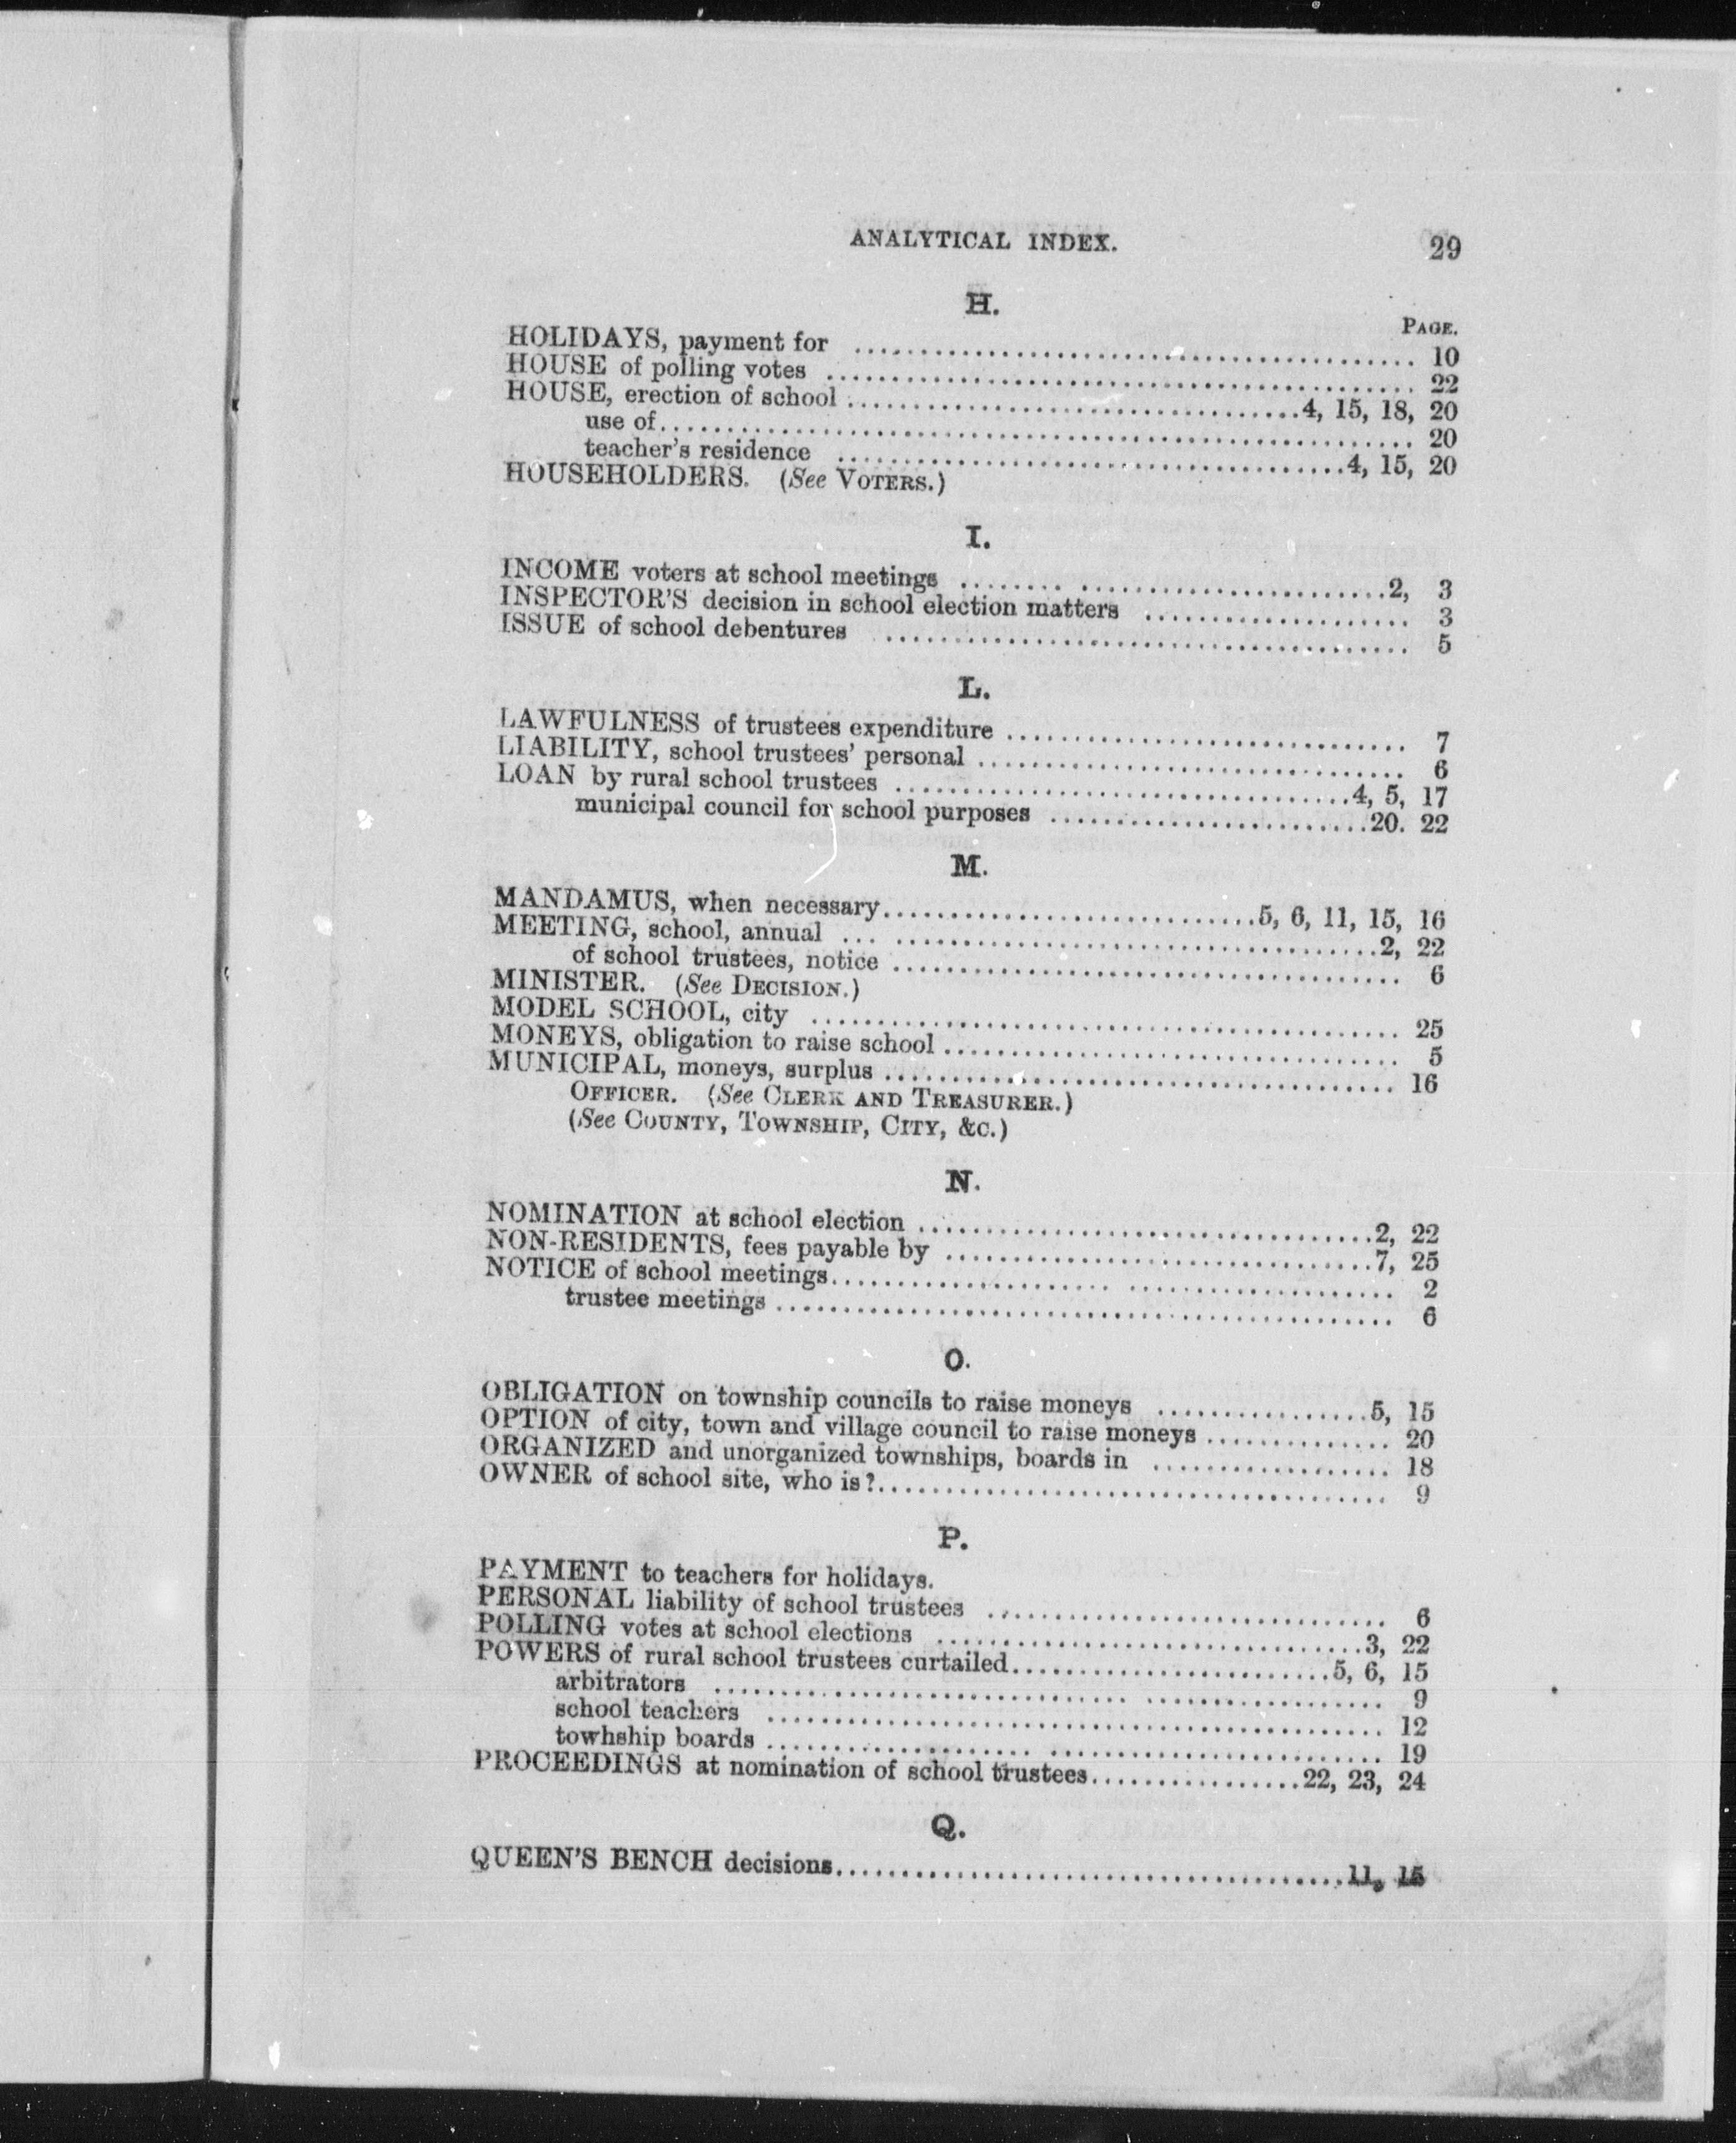 ANALYTICAL INDEX. 29
H.
PAGE.
HOLIDAYS, payment for ........................................ 10
HOUSE of polling votes ........................................ 22
HOUSE, erection of school ........................................4, 15, 18, 20
use of........................................ 20
teacher's residence ........................................4, 15, 20
HOUSEHOLDERS. (See VOTERS.)
I.
INCOME voters at school meetings ........ ........................2, 3
INSPECTOR'S decision in school election matters ..................... 3
ISSUE of school debentures ........................................ 5
L.
LAWFULNESS of trustees expenditure ............................... 7
LIABILITY, school trustees' personal ................................. 6
LOAN by rural school trustees ...................................4, 5, 17
municipal council for school purposes .........................20. 22
M.
MANDAMUS, when necessary.............................5, 6, 11, 15, 16
MEETING, school, annual ... .....................................2, 22
of school trustees, notice ....................................... 6
MINISTER. (See DECISION.)
MODEL SCHOOL, city ........................................ 25
MONEYS, obligation to raise school ................................... 5
MUNICIPAL, moneys, surplus ....................................... 16
OFFICER. (See CLERK AND TREASURER.)
(See COUNTY, TOWNSHIP, CITY, &c.)
N.
NOMINATION at school election ...................................2, 22
NON-RESIDENTS, fees payable by .................................7, 25
NOTICE of school meetings...................... .................... 2
trustee meetings ........................................ 6
O.
OBLIGATION on township councils to raise moneys ................5, 15
OPTION of city, town and village council to raise moneys .............. 20
ORGANIZED and unorganized townships, boards in .................. 18
OWNER of school site, who is?....................................... 9
P.
PAYMENT to teachers for holidays.
PERSONAL liability of school trustees ............................... 6
POLLING votes at school elections ................................3, 22
POWERS of rural school trustees curtailed........................5, 6, 15
arbitrators ................................ .................. 9
school teachers ........................................ 12
towhship boards .................... .......................... 19
PROCEEDINGS at nomination of school trustees................22, 23, 24
Q.
QUEEN'S BENCH decisions.......................................11, 15